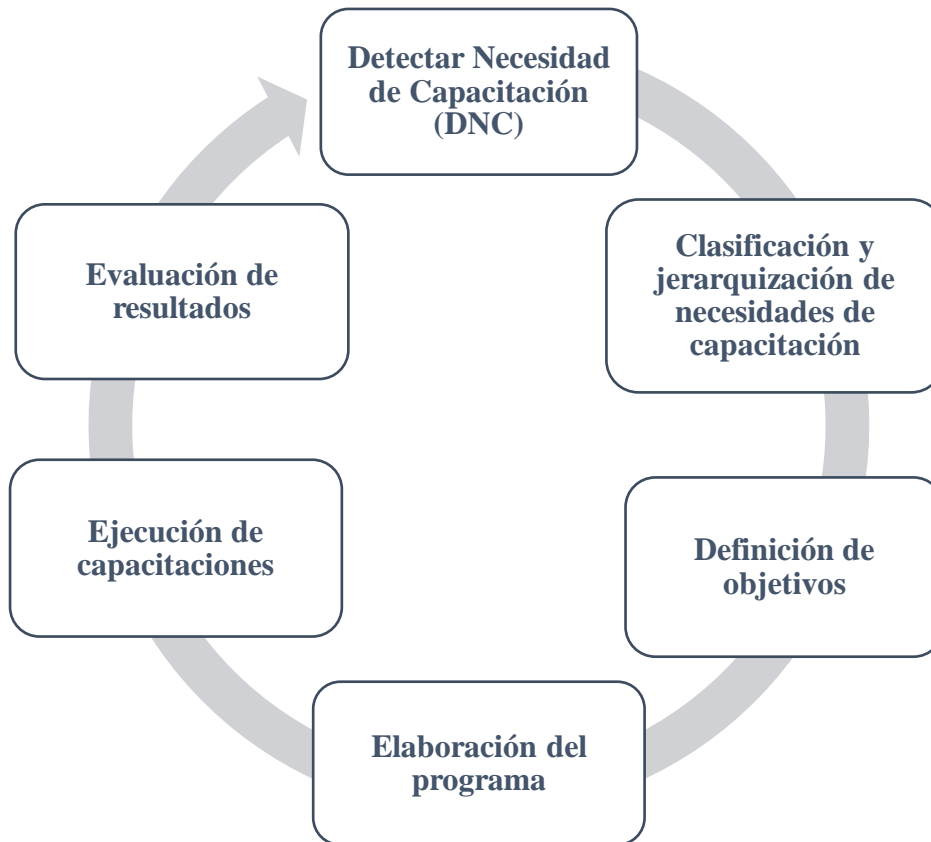 Detectar Necesidad
de Capacitación
(DNC)
Clasificación y
jerarquización de
necesidades de
capacitación
Definición de
objetivos
Elaboración del
programa
Ejecución de
capacitaciones
Evaluación de
resultados